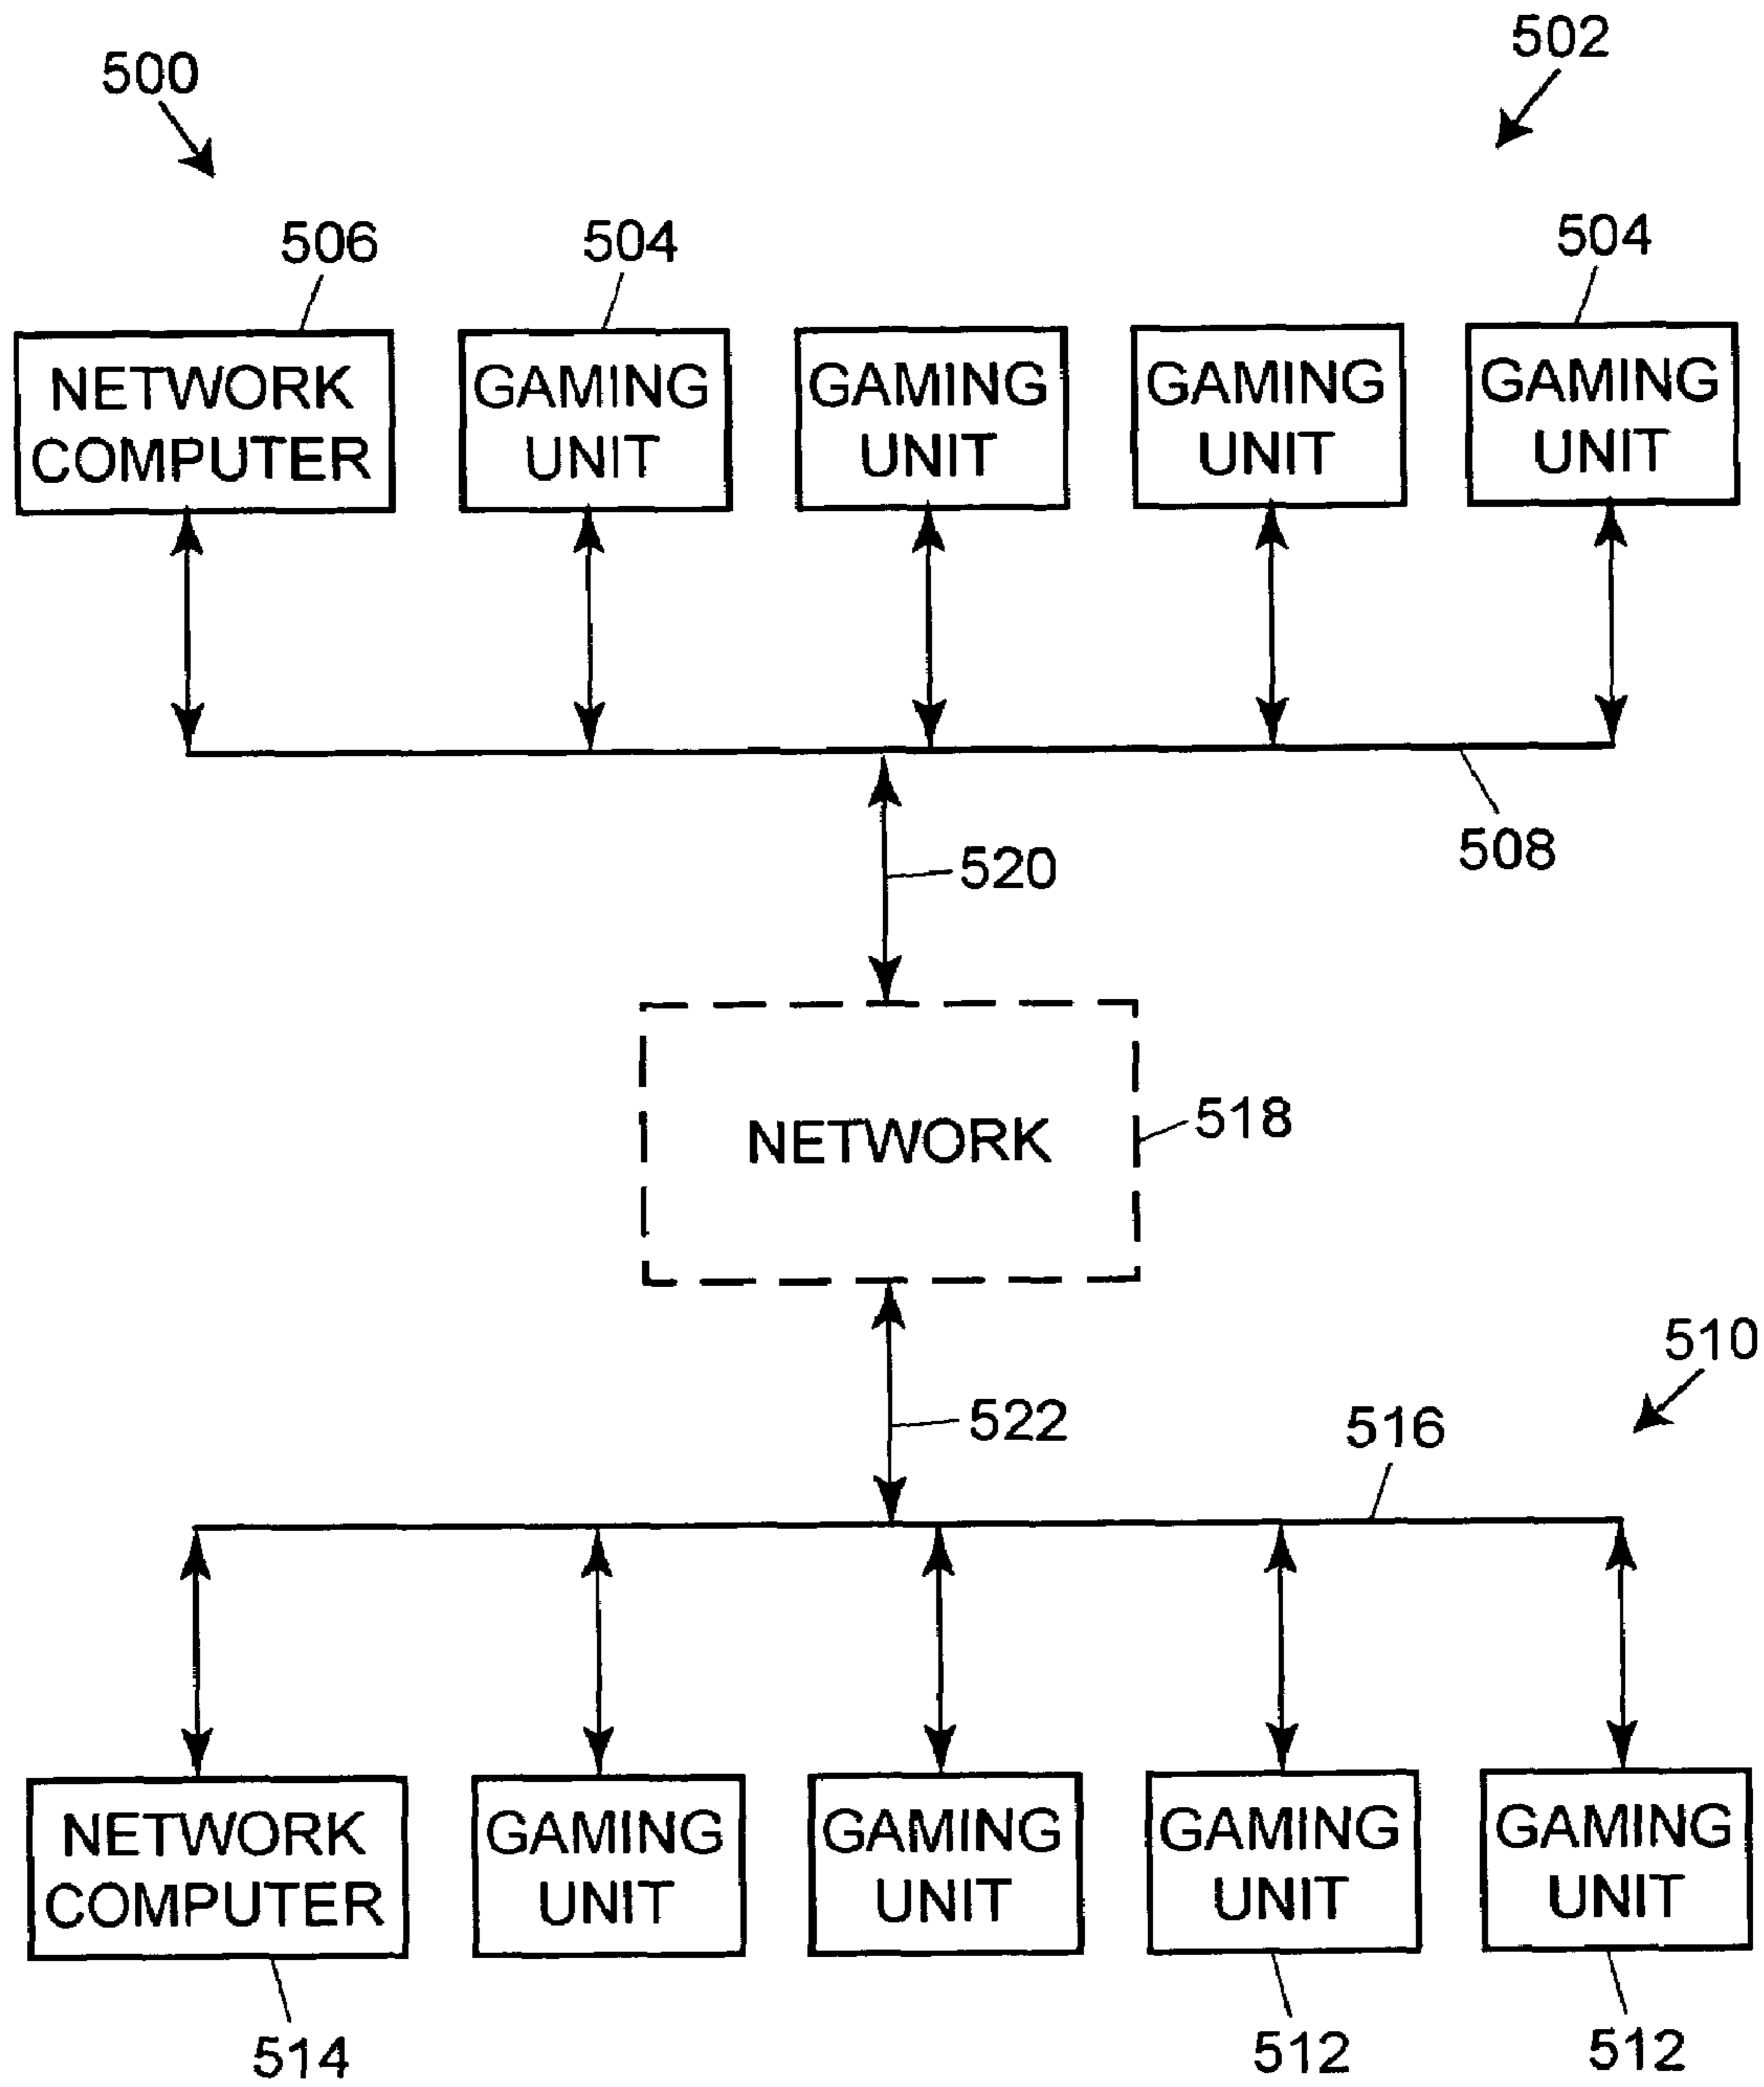 500
502
506
504
504
NETWORK
COMPUTER
GAMING
UNIT
GAMING
UNIT
GAMING
UNIT
GAMING
UNIT
508
520
NETWORK
518
510
522
516
NETWORK
COMPUTER
GAMING
UNIT
GAMING
UNIT
GAMING
UNIT
GAMING
UNIT
514
512
512